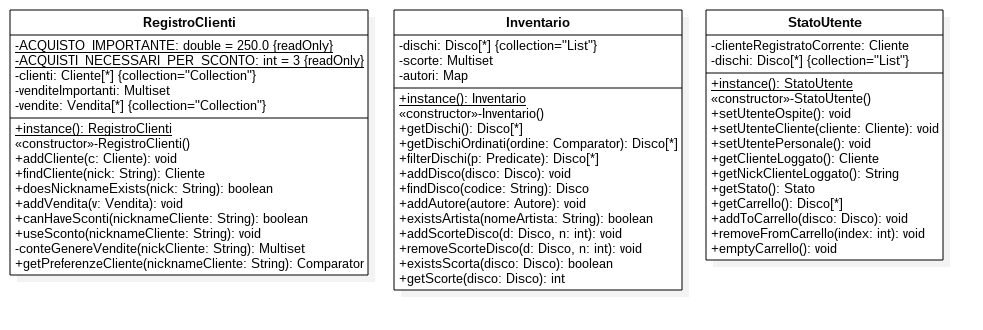 RegistroClienti
-ACQUISTO_IMPORTANTE: double = 250.0 {readOnly}
-ACQUISTI_NECESSARI_PER_SCONTO: int = 3 {readOnly}
-clienti: Cliente[*] {collection="Collection"}
-venditeImportanti: Multiset
-vendite: Vendita[*] {collection="Collection"}
+instance(): RegistroClienti
«constructor»-RegistroClienti()
+addCliente(c: Cliente): void
+findCliente(nick: String): Cliente
+doesNicknameExists(nick: String): boolean
+addVendita(v: Vendita): void
+canHaveSconti(nicknameCliente: String): boolean
+useSconto(nicknameCliente: String): void
-conteGenereVendite(nickCliente: String): Multiset
+getPreferenzeCliente(nicknameCliente: String): Comparator
Inventario
-dischi: Disco[*] {collection="List"}
-scorte: Multiset
-autori: Map
+instance(): Inventario
«constructor»-Inventario()
+getDischi(): Disco[*]
+getDischiOrdinati(ordine: Comparator): Disco[*]
+filterDischi(p: Predicate): Disco[*]
+addDisco(disco: Disco): void
+findDisco(codice: String): Disco
+addAutore(autore: Autore): void
+existsArtista(nomeArtista: String): boolean
+addScorteDisco(d: Disco, n: int): void
+removeScorteDisco(d: Disco, n: int): void
+existsScorta(disco: Disco): boolean
+getScorte(disco: Disco): int
StatoUtente
-clienteRegistratoCorrente: Cliente
-dischi: Disco[*] {collection="List"}
+instance(): StatoUtente
«constructor»-StatoUtente()
+setUtenteOspite(): void
+setUtenteCliente(cliente: Cliente): void
+setUtentePersonale(): void
+getClienteLoggato(): Cliente
+getNickClienteLoggato(): String
+getStato(): Stato
+getCarrello(): Disco[*]
+addToCarrello(disco: Disco): void
+removeFromCarrello(index: int): void
+emptyCarrello(): void